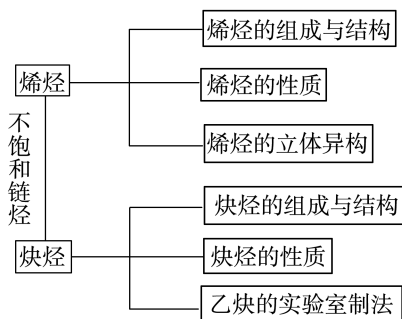 烯烃的组成与结构
烯烃
烯烃的性质
烯烃的立体异构
不饱和链烃
炔烃的组成与结构
炔烃
炔烃的性质
乙炔的实验室制法